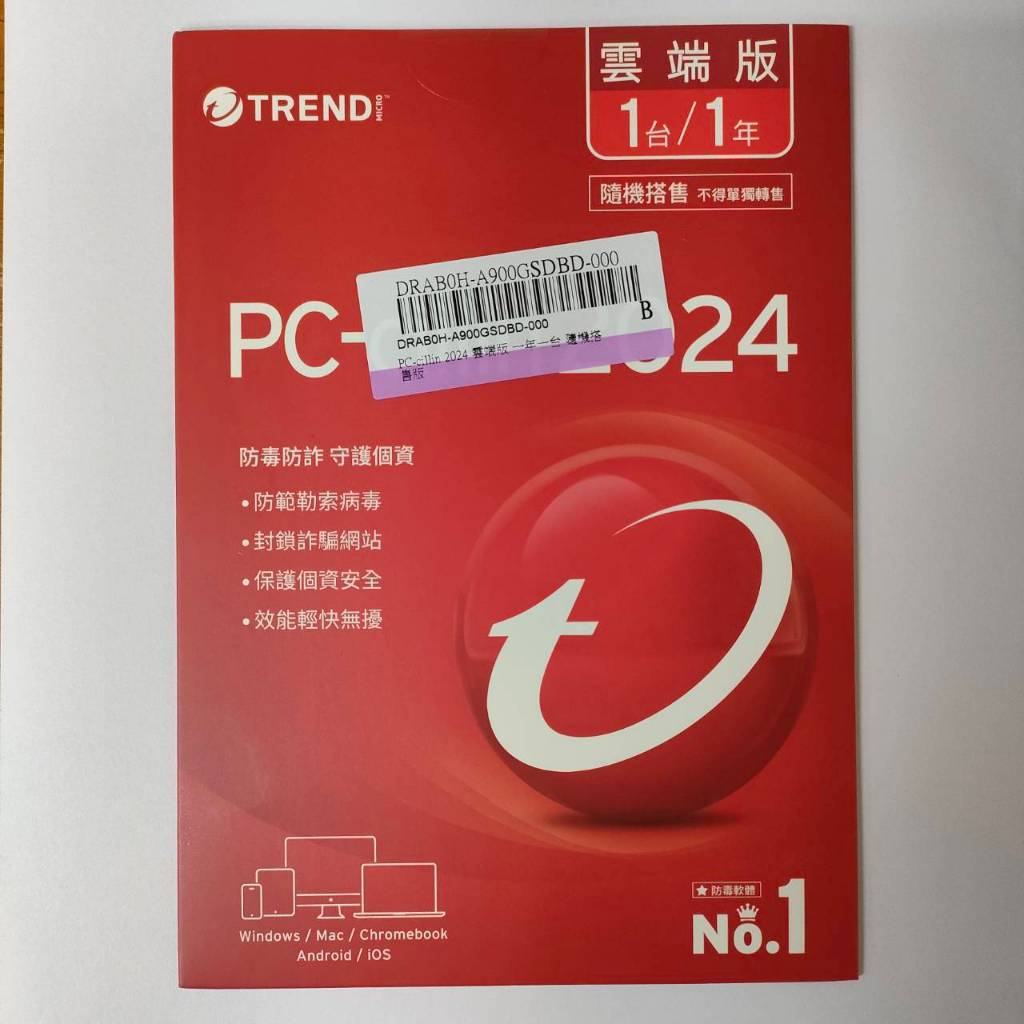 TREND MICRO™
雲端版
1台/1年
隨機搭售 不得單獨轉售
DRAB0H-A900GSDBD-000
B
DRAB0H-A900GSDBD-000
PC-cillin 2024 雲端版 一年一台 隨機搭
售版
PC- 2024
防毒防詐 守護個資
•防範勒索病毒
•封鎖詐騙網站
•保護個資安全
•效能輕快無擾
Windows / Mac / Chromebook
Android / iOS
★防毒軟體
No.1